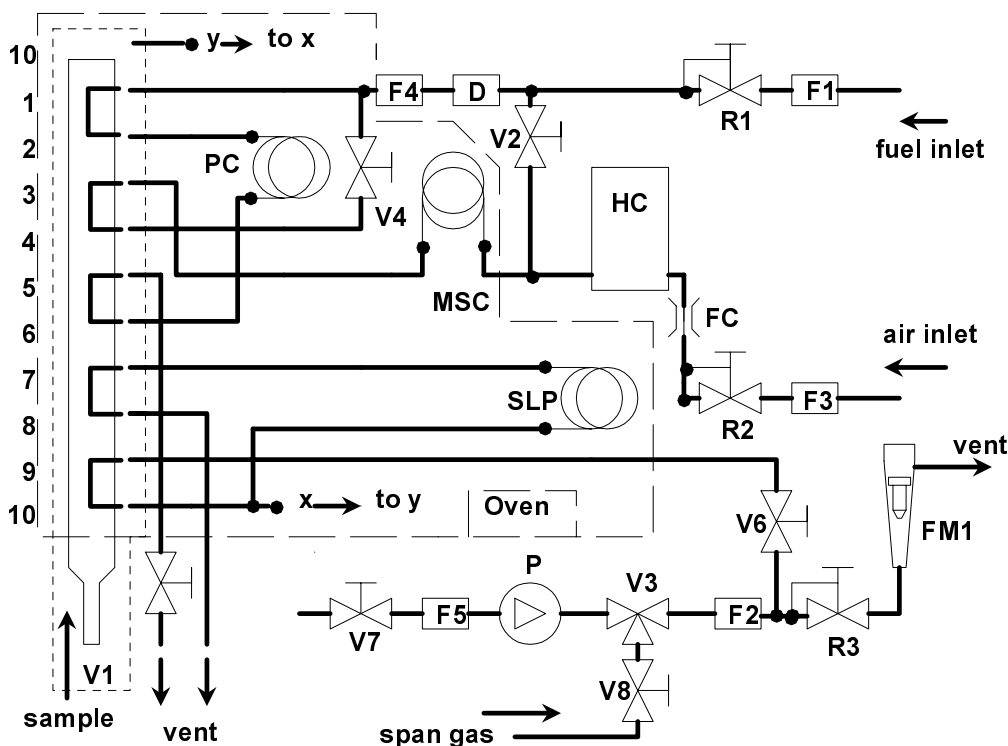 10
y to x
1
F4
D
F1
R1
V2
fuel inlet
2
PC
3
V4
HC
4
5
MSC
FC
6
air inlet
7
SLP
R2
F3
8
9
vent
x to y
10
Oven
V6
FM1
P
V3
F5
F2
V7
R3
V1
V8
sample
vent
span gas